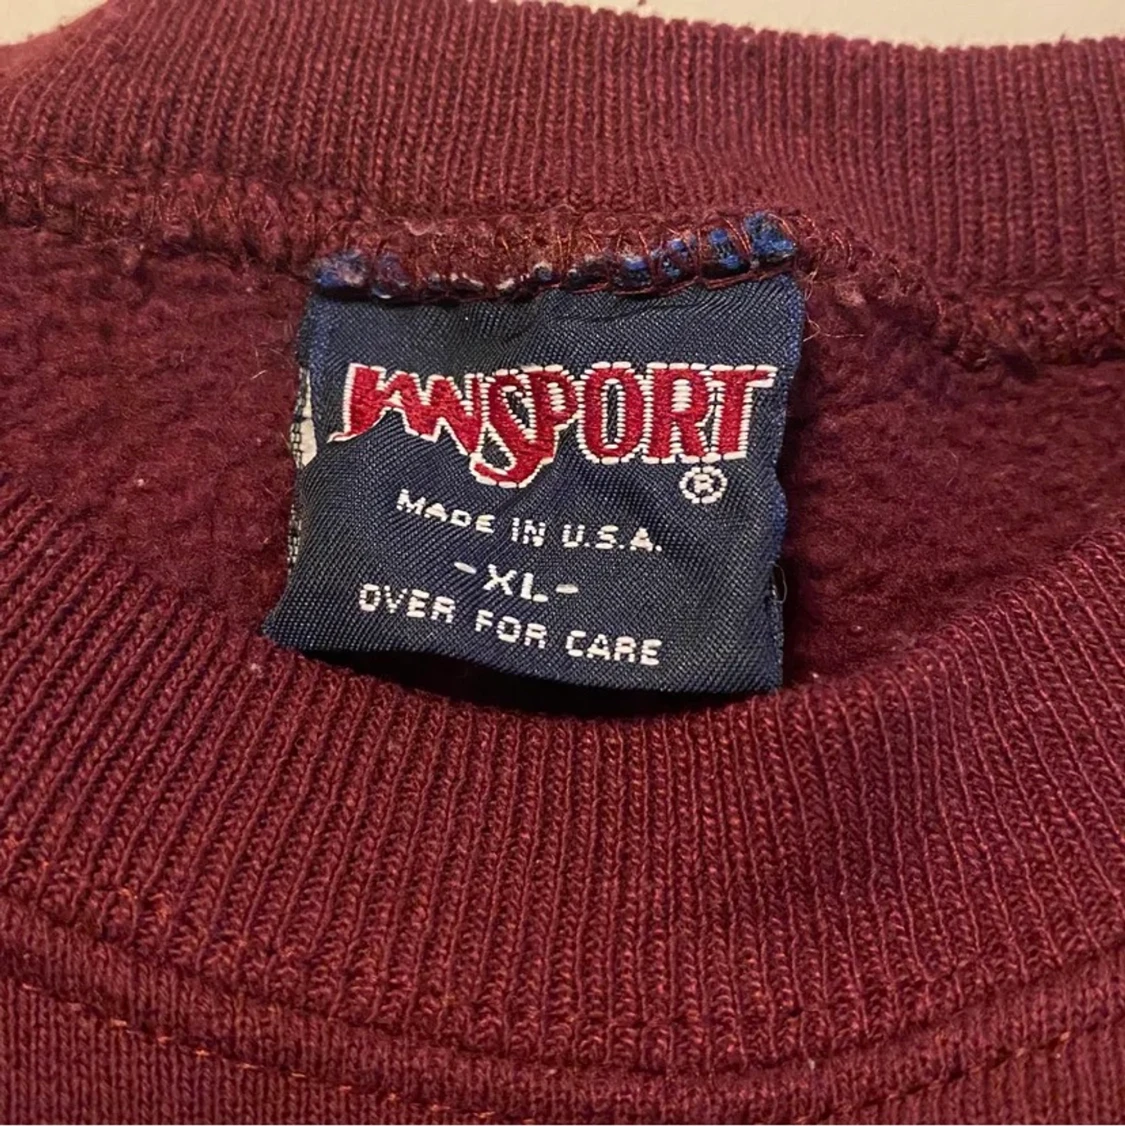 JANSPORT
®
MADE IN U.S.A.
-XL-
OVER FOR CARE